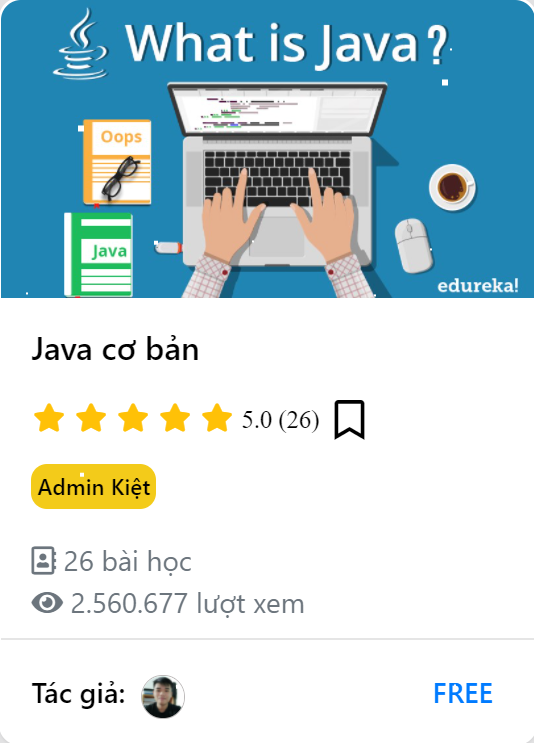 What is Java?
Oops
Java
edureka!
Java cơ bản
5.0 (26)
Admin Kiệt
26 bài học
2.560.677 lượt xem
Tác giả:
FREE